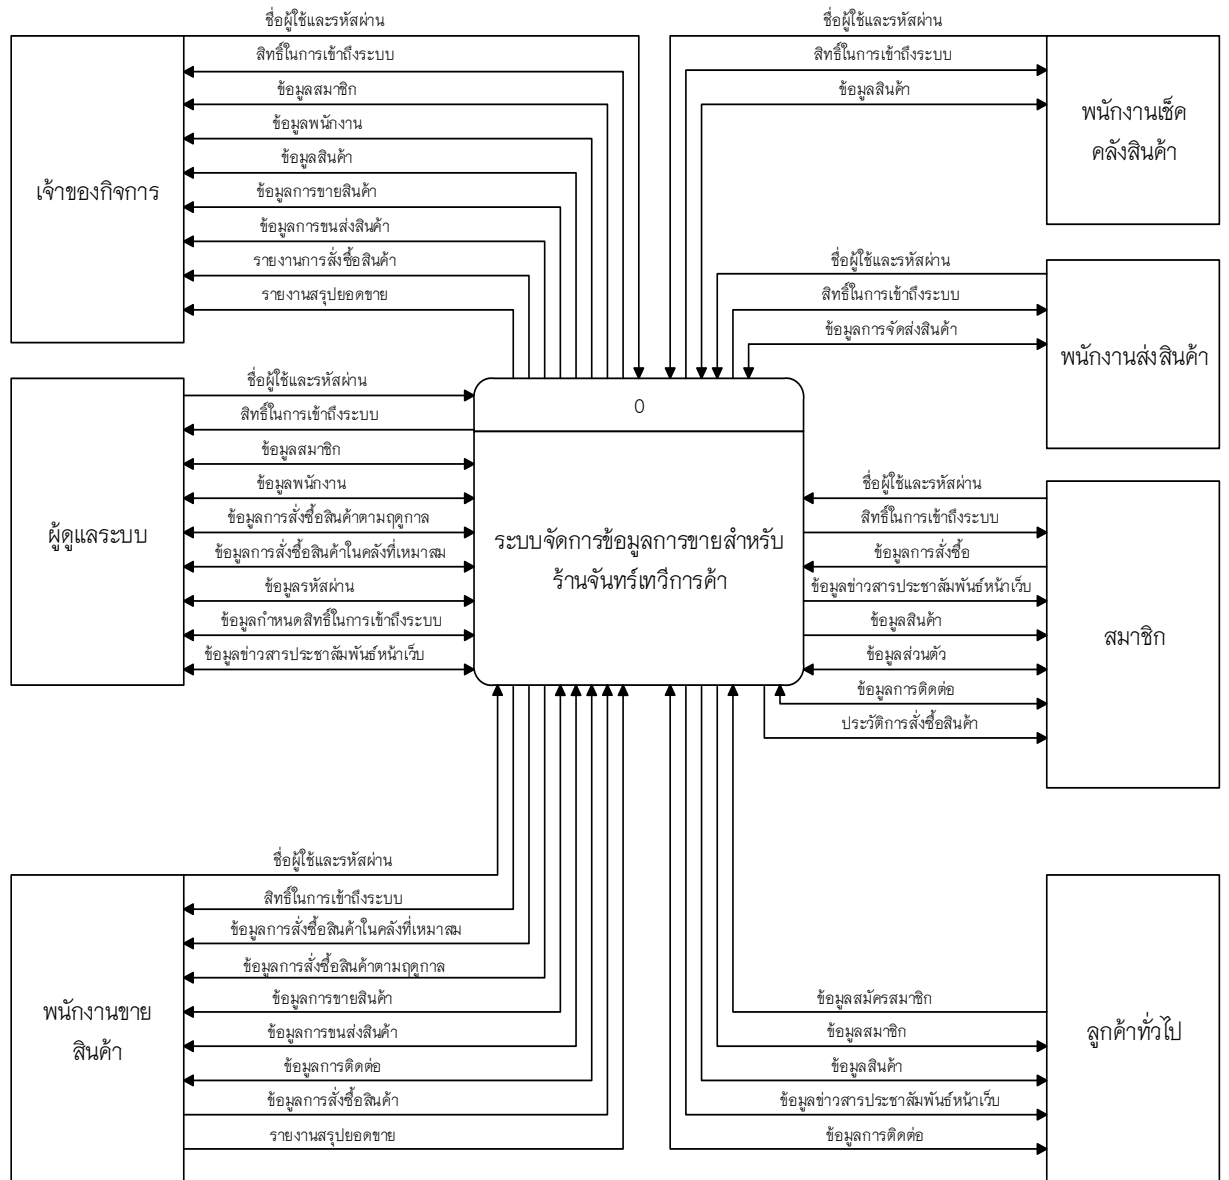 ชื่อผู้ใช้และรหัสผ่าน
สิทธิ์ในการเข้าถึงระบบ
ข้อมูลสมาชิก
ข้อมูลพนักงาน
ข้อมูลสินค้า
ข้อมูลการขายสินค้า
ข้อมูลการขนส่งสินค้า
รายงานการสั่งซื้อสินค้า
รายงานสรุปยอดขาย
เจ้าของกิจการ
ชื่อผู้ใช้และรหัสผ่าน
สิทธิ์ในการเข้าถึงระบบ
ข้อมูลสินค้า
พนักงานเช็ค
คลังสินค้า
ชื่อผู้ใช้และรหัสผ่าน
สิทธิ์ในการเข้าถึงระบบ
ข้อมูลการจัดส่งสินค้า
พนักงานส่งสินค้า
ชื่อผู้ใช้และรหัสผ่าน
สิทธิ์ในการเข้าถึงระบบ
ข้อมูลสมาชิก
ข้อมูลพนักงาน
ข้อมูลการสั่งซื้อสินค้าตามฤดูกาล
ข้อมูลการสั่งซื้อสินค้าในคลังที่เหมาสม
ข้อมูลรหัสผ่าน
ข้อมูลกำหนดสิทธิ์ในการเข้าถึงระบบ
ข้อมูลข่าวสารประชาสัมพันธ์หน้าเว็บ
ผู้ดูแลระบบ
0
ระบบจัดการข้อมูลการขายสำหรับ
ร้านจันทร์เทวีการค้า
ชื่อผู้ใช้และรหัสผ่าน
สิทธิ์ในการเข้าถึงระบบ
ข้อมูลการสั่งซื้อ
ข้อมูลข่าวสารประชาสัมพันธ์หน้าเว็บ
ข้อมูลสินค้า
ข้อมูลส่วนตัว
ข้อมูลการติดต่อ
ประวัติการสั่งซื้อสินค้า
สมาชิก
ชื่อผู้ใช้และรหัสผ่าน
สิทธิ์ในการเข้าถึงระบบ
ข้อมูลการสั่งซื้อสินค้าในคลังที่เหมาสม
ข้อมูลการสั่งซื้อสินค้าตามฤดูกาล
ข้อมูลการขายสินค้า
ข้อมูลการขนส่งสินค้า
ข้อมูลการติดต่อ
ข้อมูลการสั่งซื้อสินค้า
รายงานสรุปยอดขาย
พนักงานขาย
สินค้า
ข้อมูลสมัครสมาชิก
ข้อมูลสมาชิก
ข้อมูลสินค้า
ข้อมูลข่าวสารประชาสัมพันธ์หน้าเว็บ
ข้อมูลการติดต่อ
ลูกค้าทั่วไป